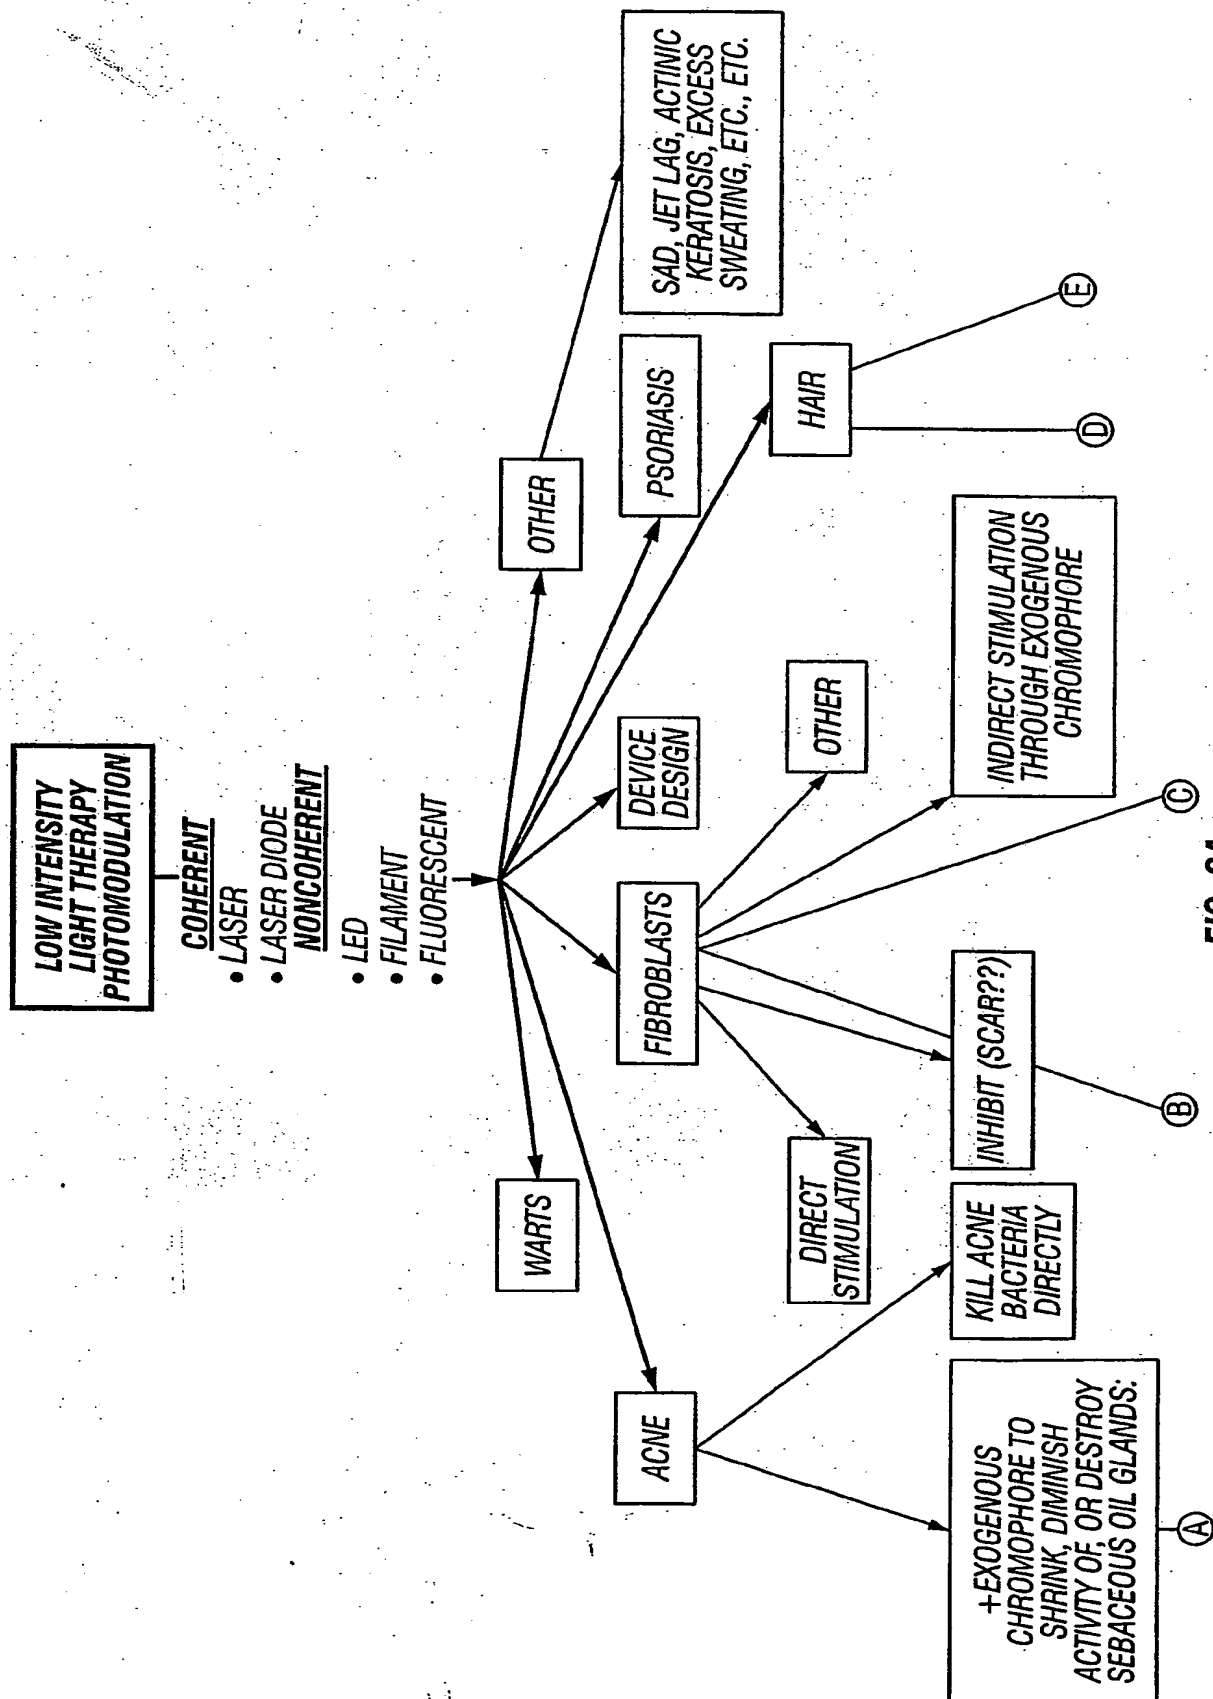 LOW INTENSITY
LIGHT THERAPY
PHOTOMODULATION
COHERENT
• LASER
• LASER DIODE
NONCOHERENT
• LED
• FILAMENT
• FLUORESCENT
WARTS
OTHER
ACNE
FIBROBLASTS
DEVICE
DESIGN
PSORIASIS
SAD, JET LAG, ACTINIC
KERATOSIS, EXCESS
SWEATING, ETC., ETC.
HAIR
DIRECT
STIMULATION
OTHER
+EXOGENOUS
CHROMOPHORE TO
SHRINK, DIMINISH
ACTIVITY OF, OR DESTROY
SEBACEOUS OIL GLANDS:
KILL ACNE
BACTERIA
DIRECTLY
INHIBIT (SCAR??)
INDIRECT STIMULATION
THROUGH EXOGENOUS
CHROMOPHORE
A
B
C
D
E